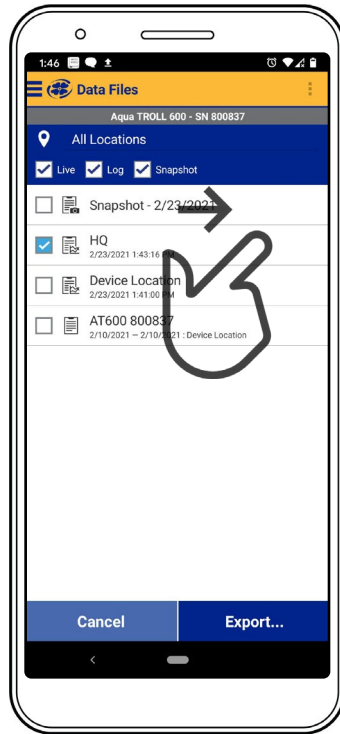 1:46
Data Files
Aqua TROLL 600 - SN 800837
All Locations
Live Log Snapshot
Snapshot - 2/23/2021
HQ
2/23/2021 1:43:16 PM
Device Location
2/23/2021 1:41:00 PM
AT600 800837
2/10/2021 – 2/10/2021 : Device Location
Cancel Export...